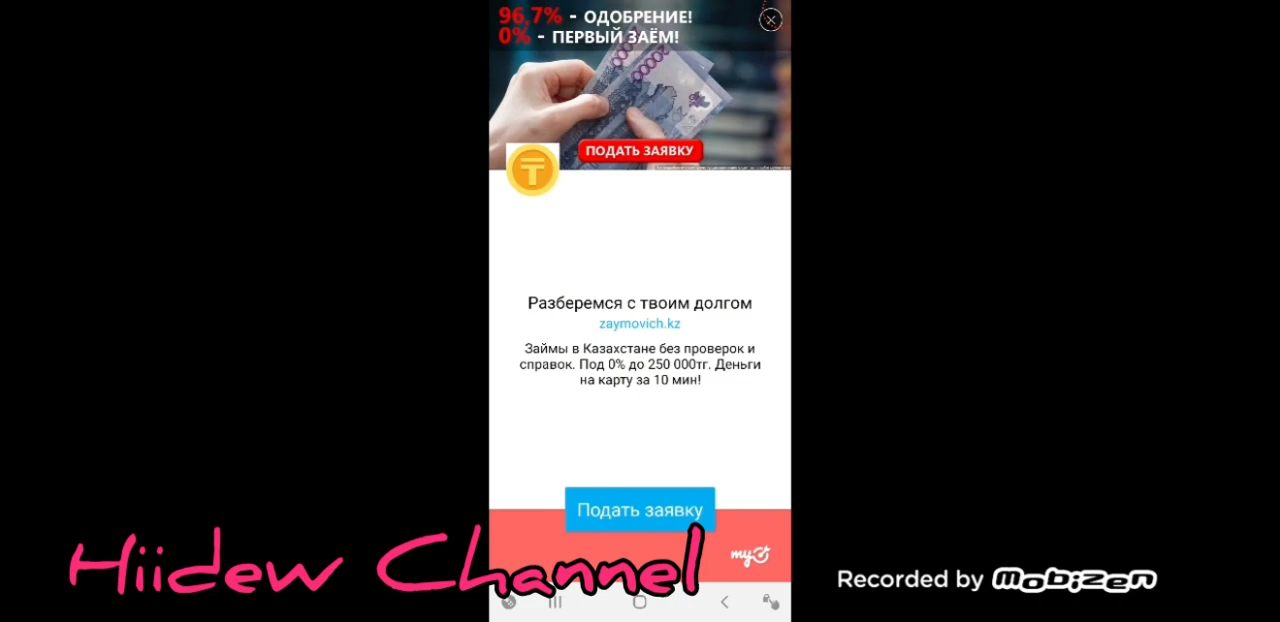 96,7% - ОДОБРЕНИЕ!
0% - ПЕРВЫЙ ЗАЁМ!
ПОДАТЬ ЗАЯВКУ
Разберемся с твоим долгом
zaymovich.kz
Займы в Казахстане без проверок и
справок. Под 0% до 250 000тг. Деньги
на карту за 10 мин!
Подать заявку
my
Hiidew Channel
Recorded by mobizen